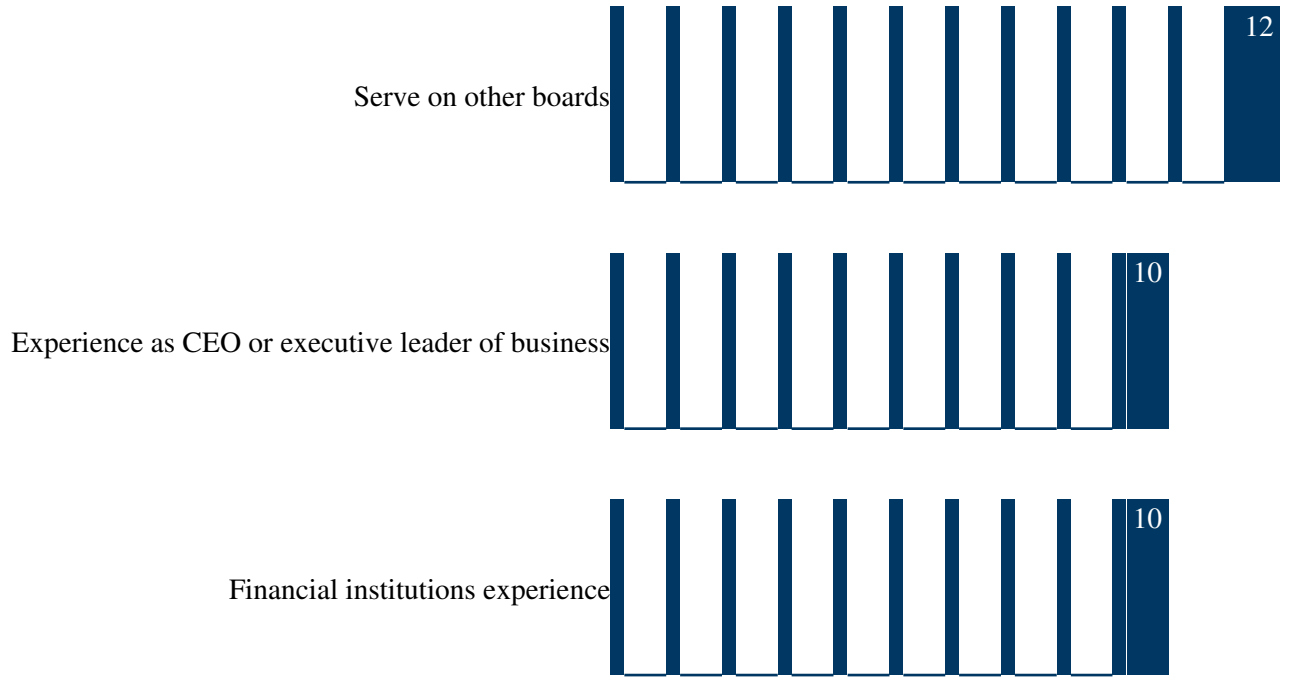 12
Serve on other boards
10
Experience as CEO or executive leader of business
10
Financial institutions experience